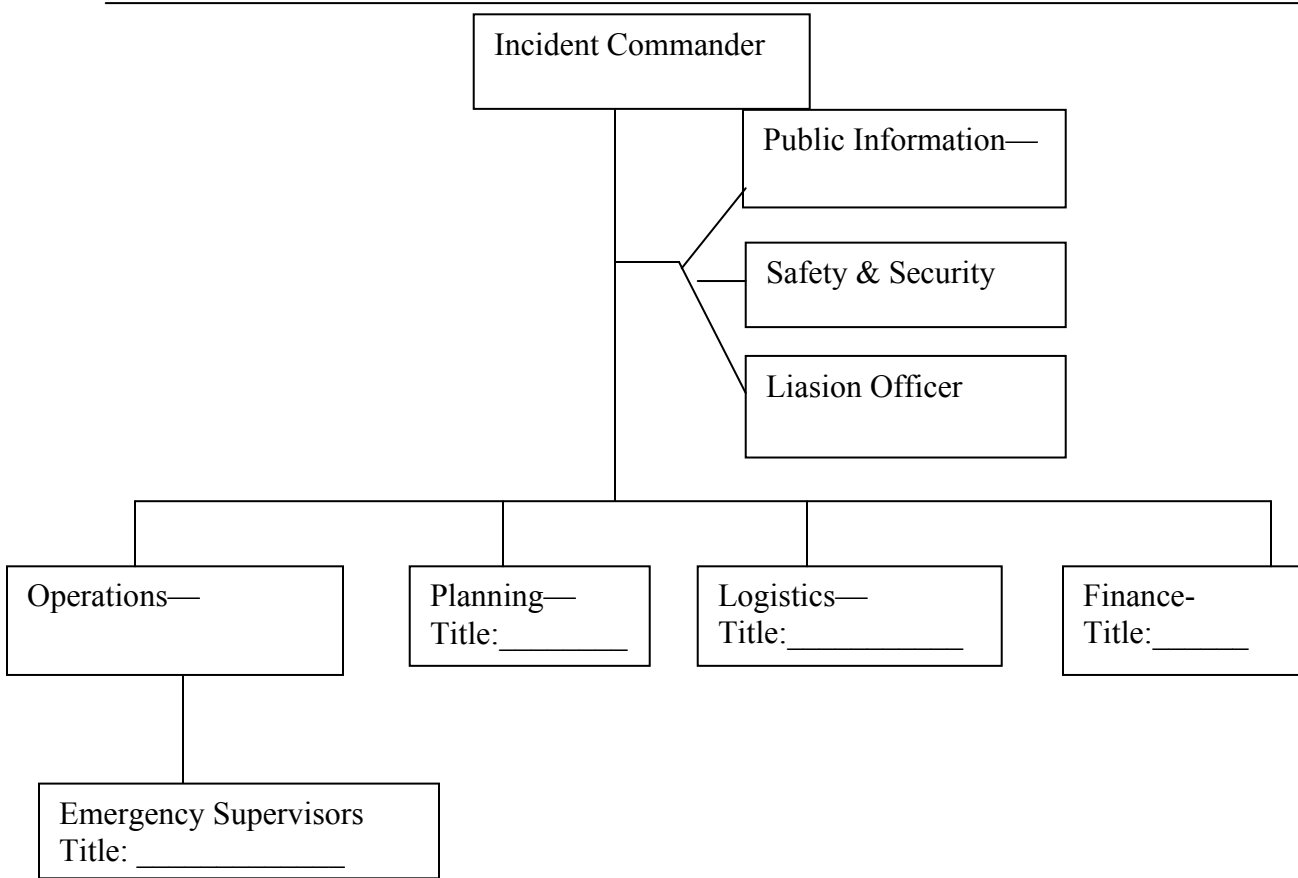 Incident Commander
Public Information—
Safety & Security
Liasion Officer
Operations—
Planning—
Title:________
Logistics—
Title:___________
Finance-
Title:______
Emergency Supervisors
Title: _____________